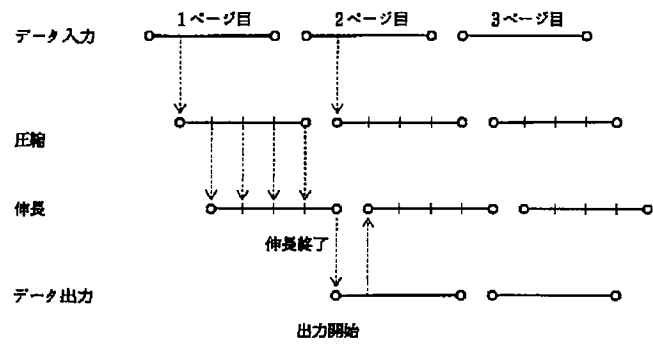 1ページ目 2ページ目 3ページ目
データ入力
圧縮
伸長
伸長終了
データ出力
出力開始